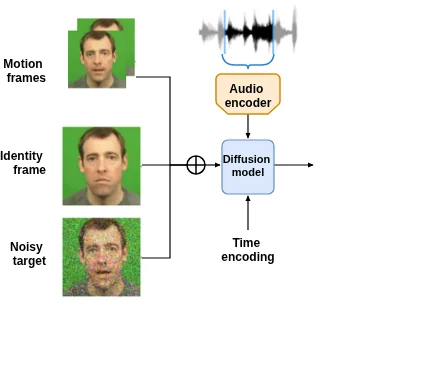 Motion
frames
Audio
encoder
Identity
frame
Diffusion
model
Noisy
target
Time
encoding